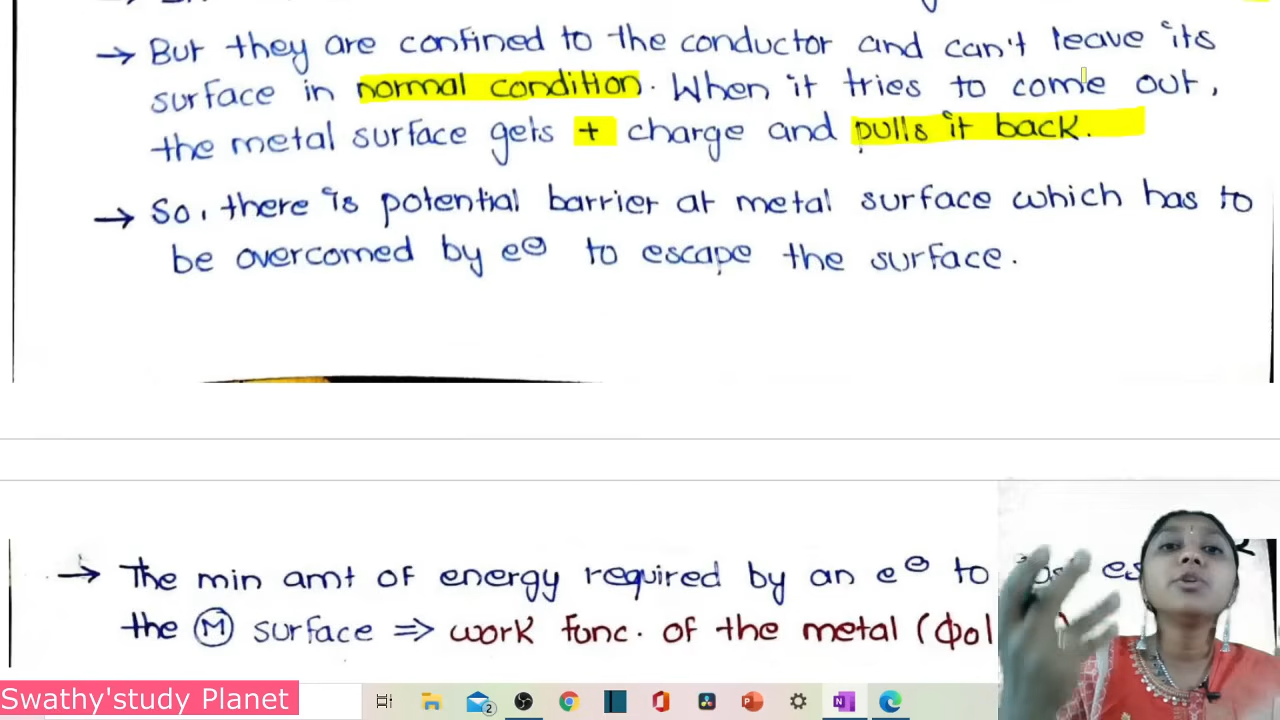 → But they are confined to the conductor and can't leave its
surface in normal condition. When it tries to come out,
the metal surface gets + charge and pulls it back.
→ So, there is potential barrier at metal surface which has to
be overcomed by e⊖ to escape the surface.
→ The min amt of energy required by an e⊖ to
the Ⓜ surface ⇒ work func. of the metal (ϕo
Swathy'study Planet
2